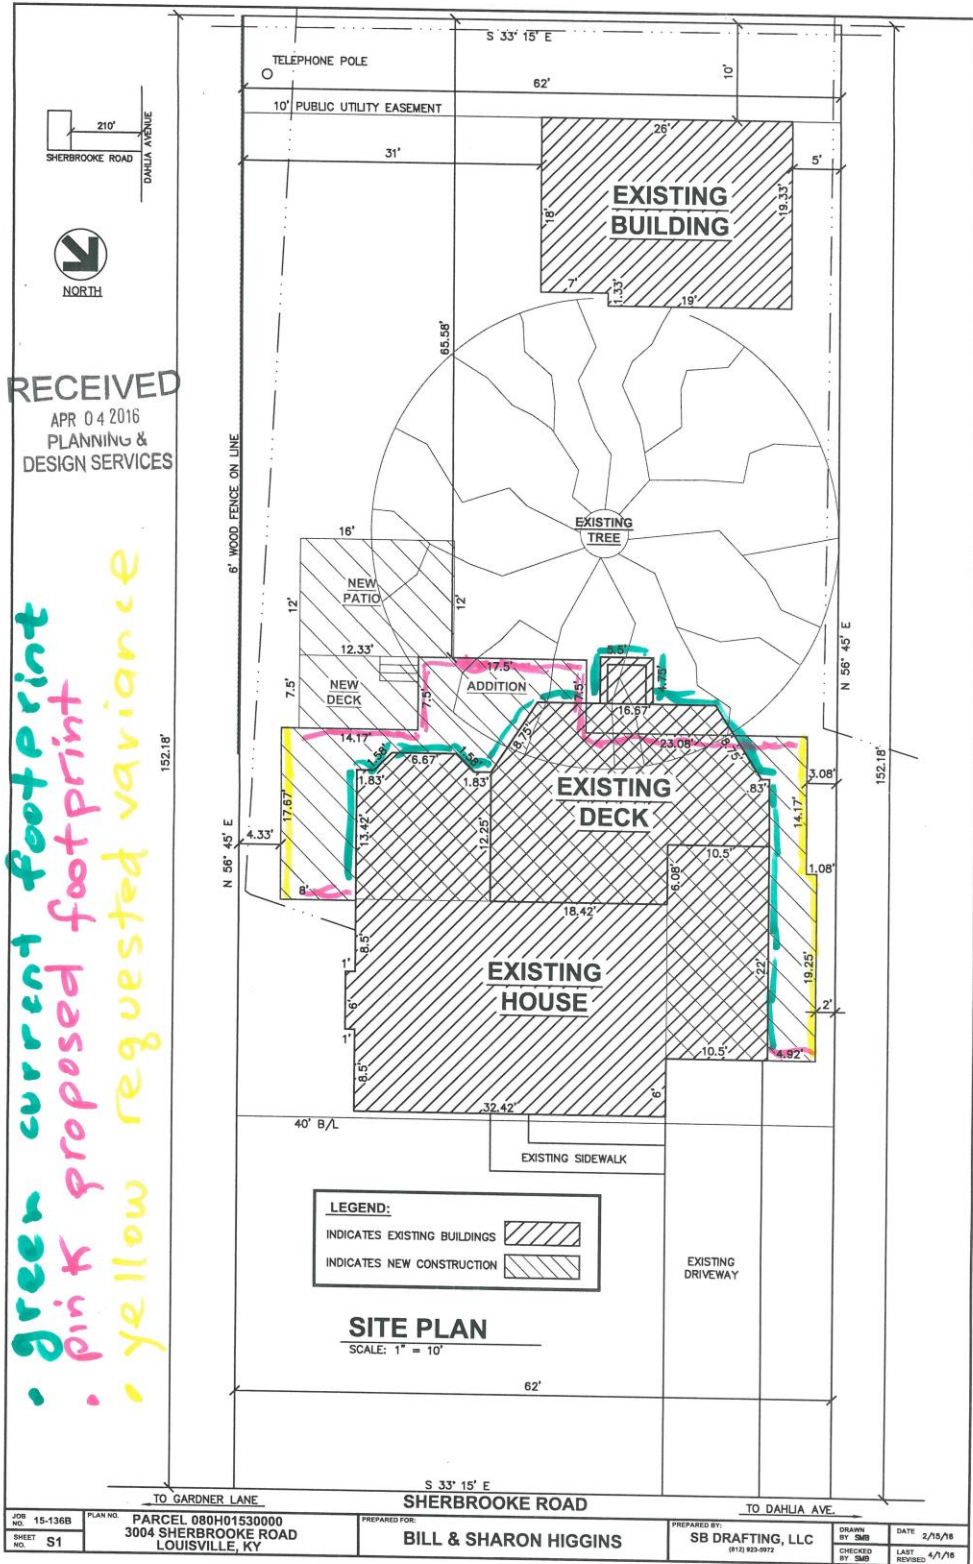 S 33° 15' E
TELEPHONE POLE
62'
10'
10' PUBLIC UTILITY EASEMENT
210'
SHERBROOKE ROAD
DAHLIA AVENUE
31'
26'
5'
EXISTING
BUILDING
18'
19.33'
7'
1.33'
19'
NORTH
65.58'
RECEIVED
APR 04 2016
PLANNING &
DESIGN SERVICES
6' WOOD FENCE ON LINE
EXISTING
TREE
16'
NEW
PATIO
12'
12'
12.33'
NEW
DECK
7.5'
7.5'
17.5'
ADDITION
7.5'
5.5'
4.75'
16.67'
N 56° 45' E
152.18'
152.18'
14.17'
1.58'
6.67'
1.58'
8.75'
23.08'
8.75'
1.83'
1.83'
.83'
3.08'
17.67'
13.42'
12.25'
14.17'
EXISTING
DECK
4.33'
N 56° 45' E
8'
10.5'
6.08'
1.08'
18.42'
8.5'
1'
6'
1'
8.5'
EXISTING
HOUSE
22'
19.25'
2'
10.5'
4.92'
6'
32.42'
40' B/L
EXISTING SIDEWALK
LEGEND:
INDICATES EXISTING BUILDINGS
INDICATES NEW CONSTRUCTION
EXISTING
DRIVEWAY
SITE PLAN
SCALE: 1" = 10'
62'
• green current footprint
• pink proposed footprint
• yellow requested variance
S 33° 15' E
TO GARDNER LANE
SHERBROOKE ROAD
TO DAHLIA AVE.
JOB NO. 15-136B
SHEET NO. S1
PLAN NO.
PARCEL 080H01530000
3004 SHERBROOKE ROAD
LOUISVILLE, KY
PREPARED FOR:
BILL & SHARON HIGGINS
PREPARED BY:
SB DRAFTING, LLC
(812) 923-5972
DRAWN BY SMB
CHECKED BY SMB
DATE 2/15/16
LAST REVISED 4/1/16